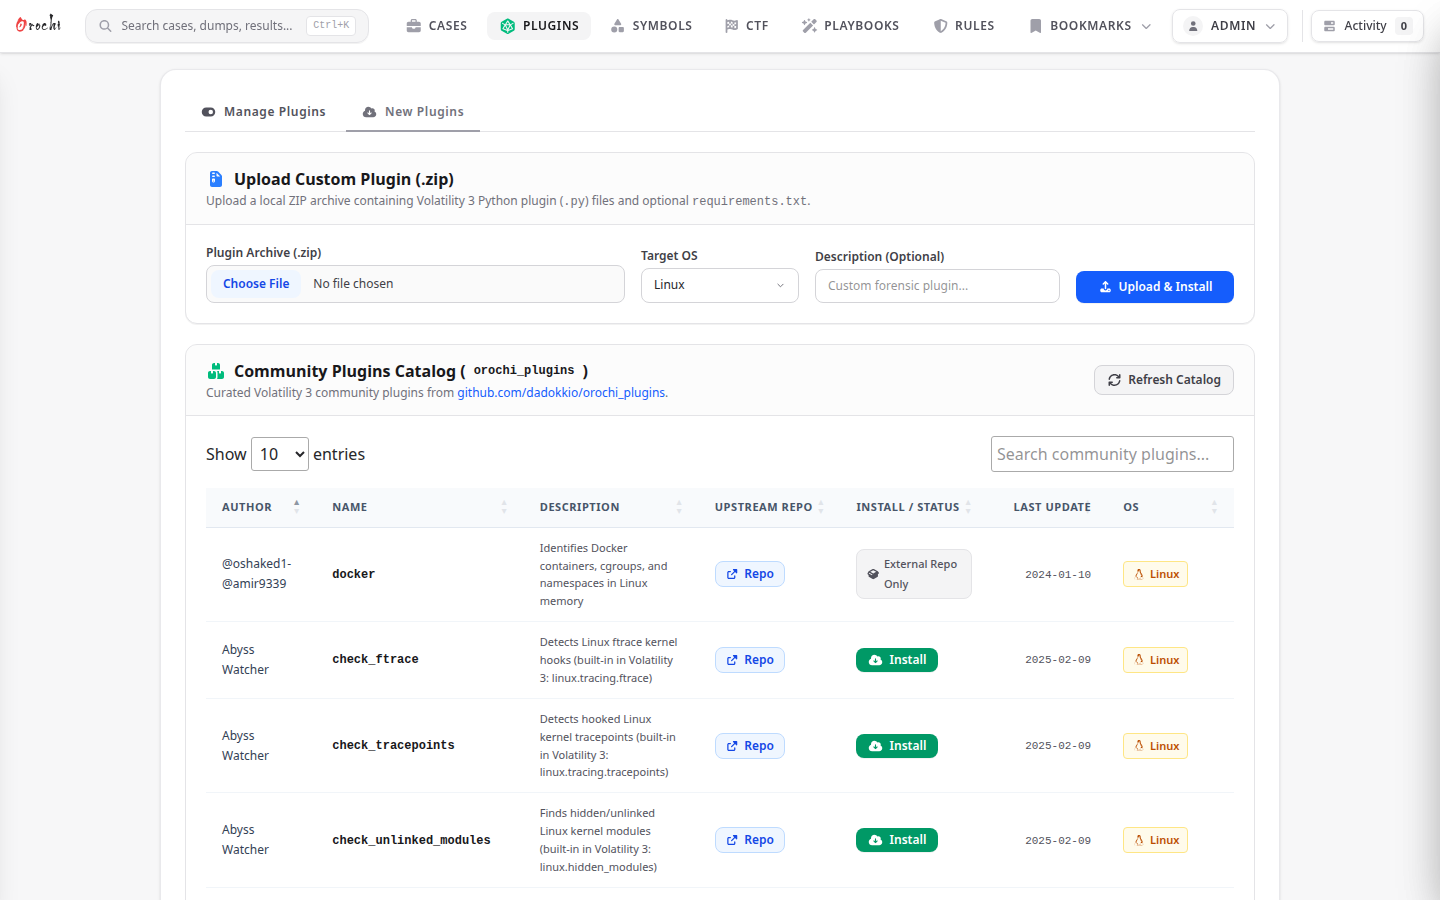 Orochi
Search cases, dumps, results...
Ctrl+K
CASES
PLUGINS
SYMBOLS
CTF
PLAYBOOKS
RULES
BOOKMARKS
ADMIN
Activity 0
Manage Plugins
New Plugins
Upload Custom Plugin (.zip)
Upload a local ZIP archive containing Volatility 3 Python plugin (.py) files and optional requirements.txt.
Plugin Archive (.zip)
Choose File No file chosen
Target OS
Linux
Description (Optional)
Custom forensic plugin...
Upload & Install
Community Plugins Catalog ( orochi_plugins )
Curated Volatility 3 community plugins from github.com/dadokkio/orochi_plugins.
Refresh Catalog
Show 10 entries
Search community plugins...
AUTHOR NAME DESCRIPTION UPSTREAM REPO INSTALL / STATUS LAST UPDATE OS
@oshaked1-
@amir9339
docker
Identifies Docker
containers, cgroups, and
namespaces in Linux
memory
Repo
External Repo
Only
2024-01-10
Linux
Abyss
Watcher
check_ftrace
Detects Linux ftrace kernel
hooks (built-in in Volatility
3: linux.tracing.ftrace)
Repo
Install
2025-02-09
Linux
Abyss
Watcher
check_tracepoints
Detects hooked Linux
kernel tracepoints (built-
in in Volatility 3:
linux.tracing.tracepoints)
Repo
Install
2025-02-09
Linux
Abyss
Watcher
check_unlinked_modules
Finds hidden/unlinked
Linux kernel modules
(built-in in Volatility 3:
linux.hidden_modules)
Repo
Install
2025-02-09
Linux